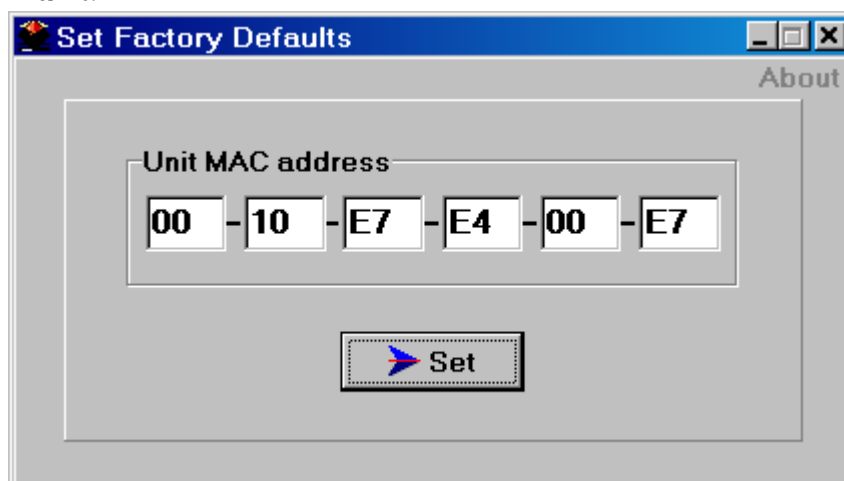 Set Factory Defaults
About
Unit MAC address
00-10-E7-E4-00-E7
Set